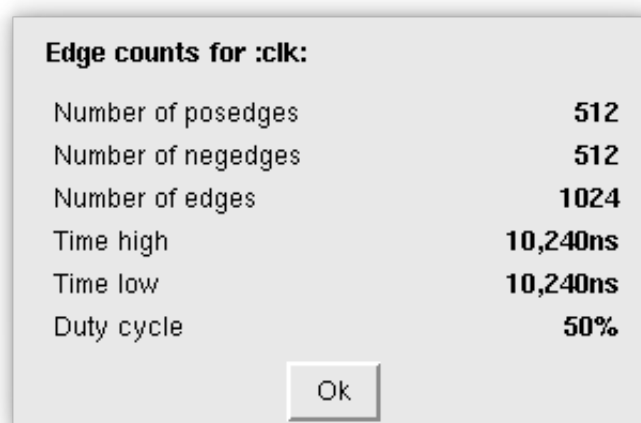 Edge counts for :clk:
Number of posedges 512
Number of negedges 512
Number of edges 1024
Time high 10,240ns
Time low 10,240ns
Duty cycle 50%
Ok